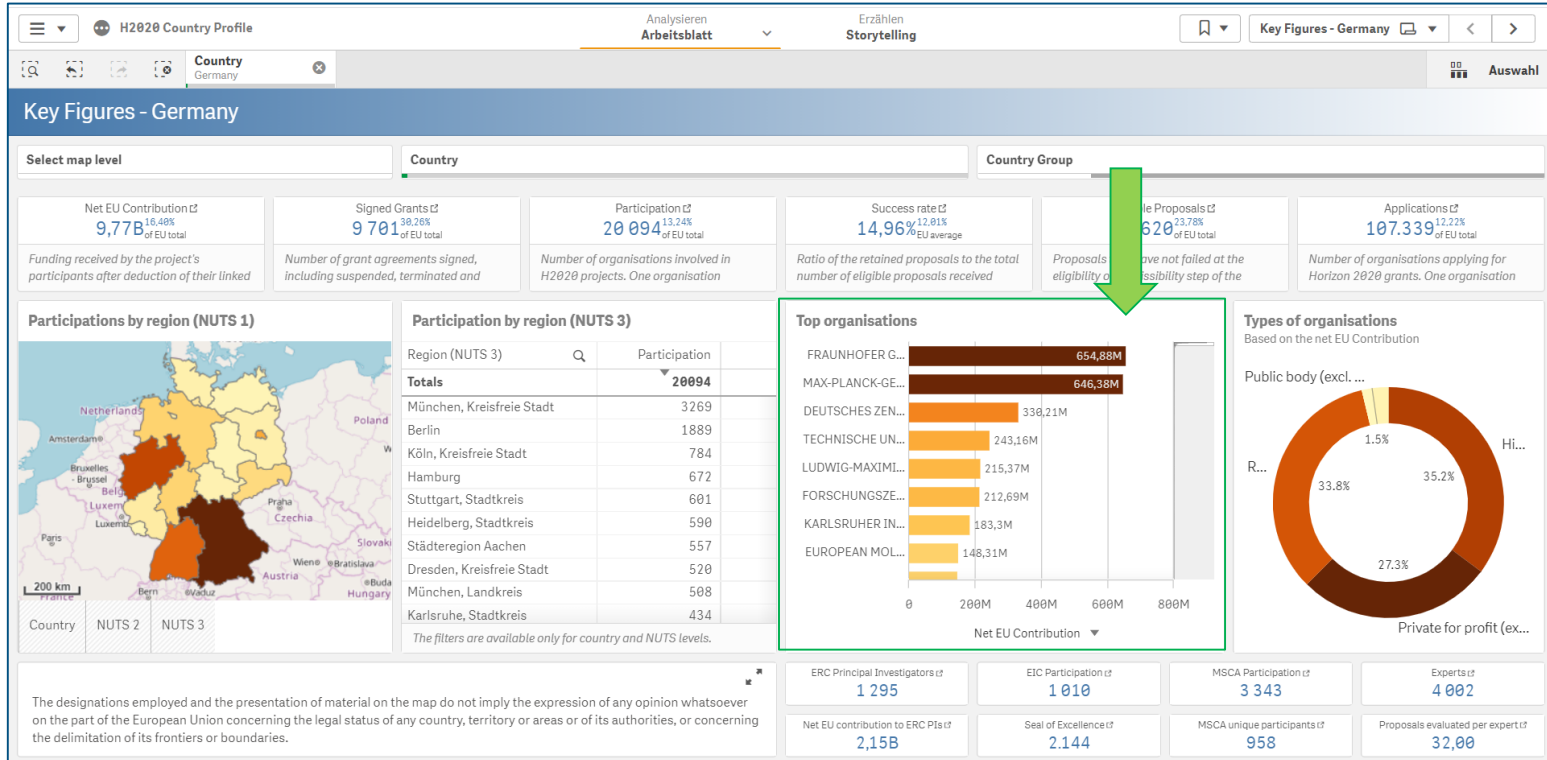 H2020 Country Profile
Analysieren
Arbeitsblatt
Erzählen
Storytelling
Key Figures - Germany
Country
Germany
Auswahl
Key Figures - Germany
Select map level
Country
Country Group
Net EU Contribution
9,77B 16,40% of EU total
Funding received by the project's
participants after deduction of their linked
Signed Grants
9 701 30,26% of EU total
Number of grant agreements signed,
including suspended, terminated and
Participation
20 094 13,24% of EU total
Number of organisations involved in
H2020 projects. One organisation
Success rate
14,96% 12,01% EU average
Ratio of the retained proposals to the total
number of eligible proposals received
le Proposals
620 23,78% of EU total
Proposals ave not failed at the
eligibility o issibility step of the
Applications
107.339 12,22% of EU total
Number of organisations applying for
Horizon 2020 grants. One organisation
Participations by region (NUTS 1)
Netherlands
Amsterdam
Poland
W
Bruxelles
- Brussel
Belg
Luxem
Luxemb
Praha
Czechia
Paris
Slovaki
Wien
Bratislava
Austria
Buda
200 km
France
Bern
Vaduz
Hungary
Country
NUTS 2
NUTS 3
Participation by region (NUTS 3)
Region (NUTS 3) Participation
Totals 20094
München, Kreisfreie Stadt 3269
Berlin 1889
Köln, Kreisfreie Stadt 784
Hamburg 672
Stuttgart, Stadtkreis 601
Heidelberg, Stadtkreis 590
Städteregion Aachen 557
Dresden, Kreisfreie Stadt 520
München, Landkreis 508
Karlsruhe, Stadtkreis 434
The filters are available only for country and NUTS levels.
Top organisations
FRAUNHOFER G... 654,88M
MAX-PLANCK-GE... 646,38M
DEUTSCHES ZEN... 330,21M
TECHNISCHE UN... 243,16M
LUDWIG-MAXIMI... 215,37M
FORSCHUNGSZE... 212,69M
KARLSRUHER IN... 183,3M
EUROPEAN MOL... 148,31M
0 200M 400M 600M 800M
Net EU Contribution
Types of organisations
Based on the net EU Contribution
Public body (excl. ...
1.5%
Hi...
R...
33.8%
35.2%
27.3%
Private for profit (ex...
The designations employed and the presentation of material on the map do not imply the expression of any opinion whatsoever
on the part of the European Union concerning the legal status of any country, territory or areas or of its authorities, or concerning
the delimitation of its frontiers or boundaries.
ERC Principal Investigators
1 295
EIC Participation
1 010
MSCA Participation
3 343
Experts
4 002
Net EU contribution to ERC PIs
2,15B
Seal of Excellence
2.144
MSCA unique participants
958
Proposals evaluated per expert
32,00